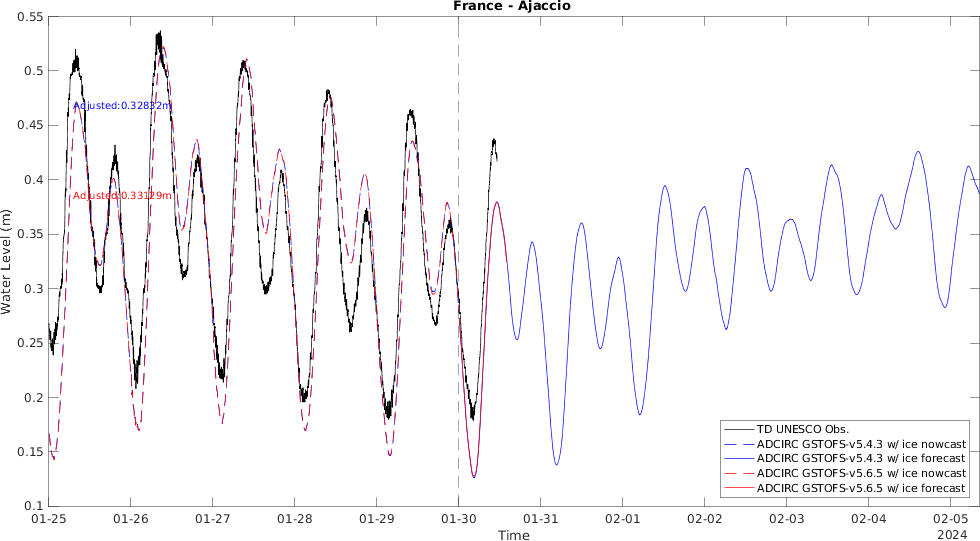 France - Ajaccio
0.55
0.5
0.45
0.4
0.35
0.3
0.25
0.2
0.15
0.1
Water Level (m)
Adjusted:0.32832m
Adjusted:0.33129m
TD UNESCO Obs.
ADCIRC GSTOFS-v5.4.3 w/ ice nowcast
ADCIRC GSTOFS-v5.4.3 w/ ice forecast
ADCIRC GSTOFS-v5.6.5 w/ ice nowcast
ADCIRC GSTOFS-v5.6.5 w/ ice forecast
01-25 01-26 01-27 01-28 01-29 01-30 01-31 02-01 02-02 02-03 02-04 02-05
Time
2024